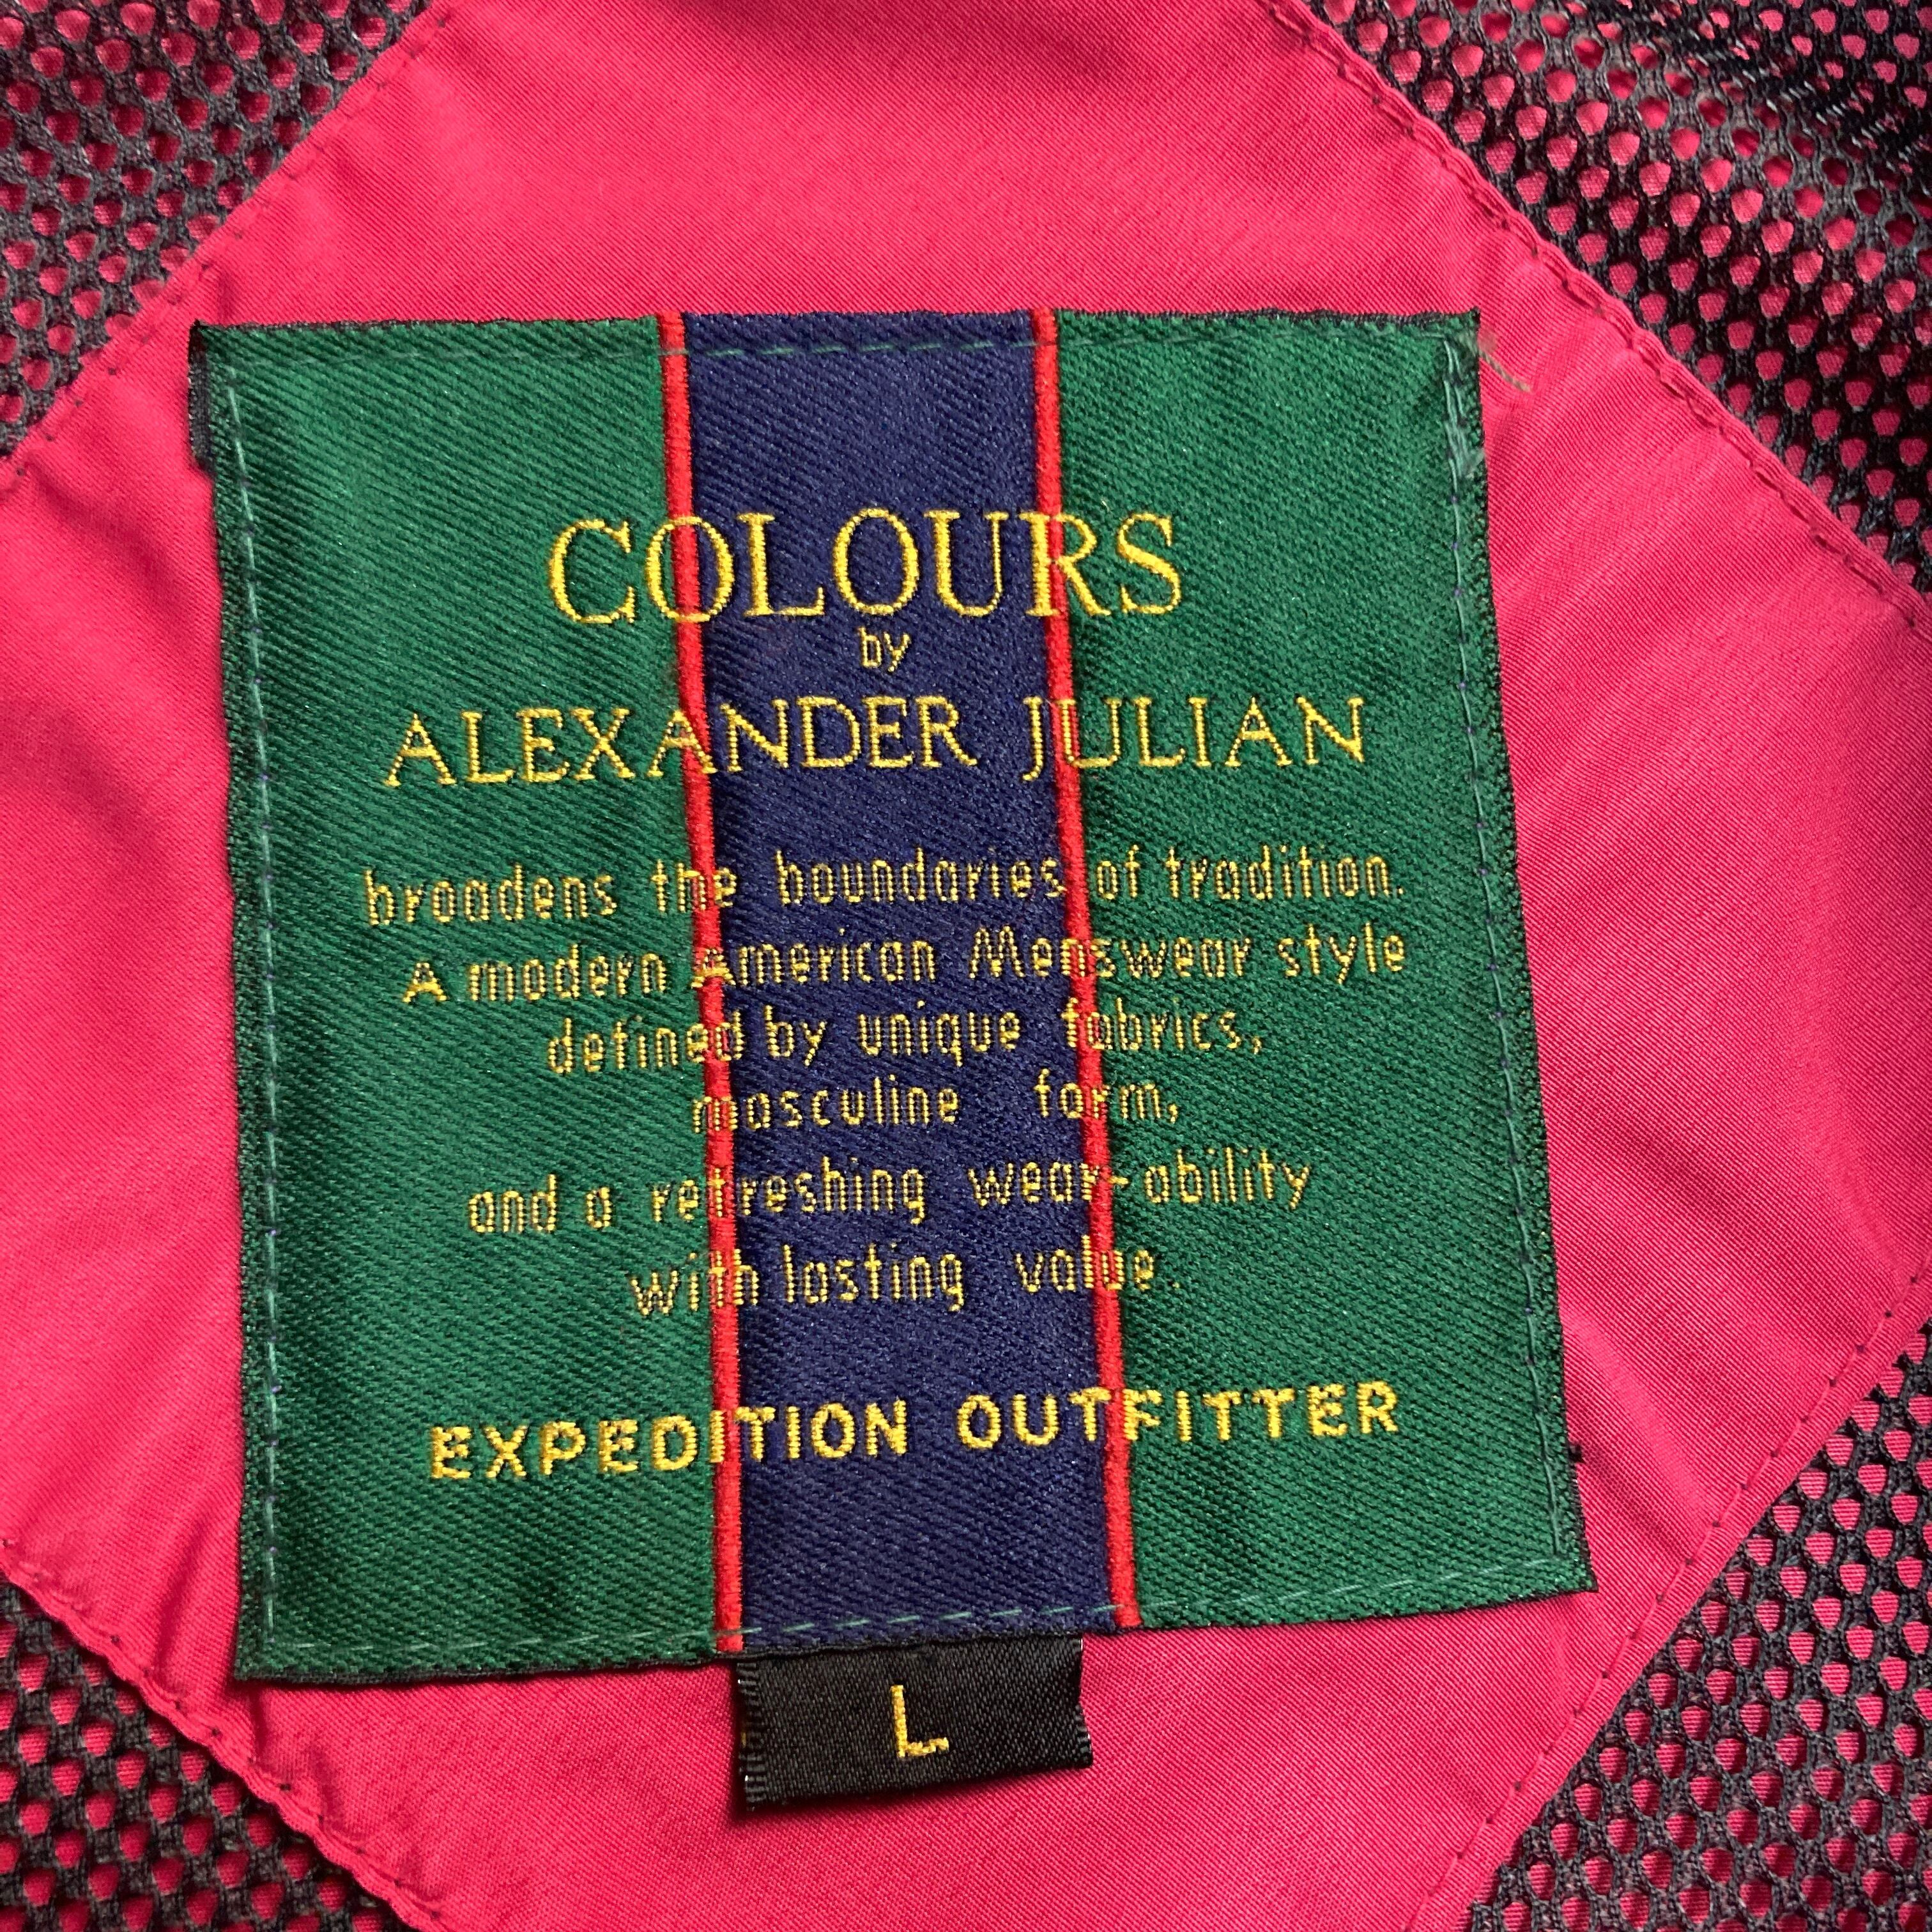 COLOURS
by
ALEXANDER JULIAN
broadens the boundaries of tradition.
A modern American Menswear style
defined by unique fabrics,
masculine form,
and a refreshing wear-ability
with lasting value.
EXPEDITION OUTFITTER
L